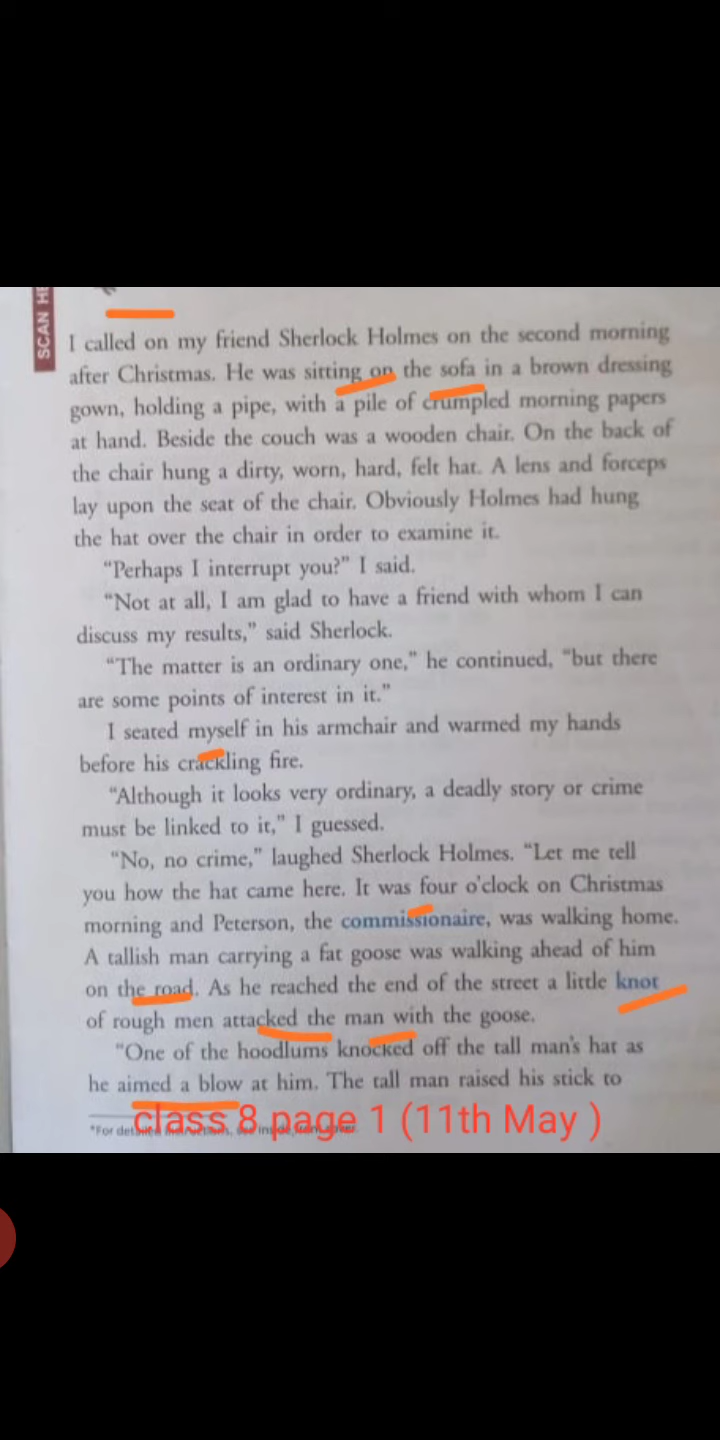 SCAN HE
I called on my friend Sherlock Holmes on the second morning
after Christmas. He was sitting on the sofa in a brown dressing
gown, holding a pipe, with a pile of crumpled morning papers
at hand. Beside the couch was a wooden chair. On the back of
the chair hung a dirty, worn, hard, felt hat. A lens and forceps
lay upon the seat of the chair. Obviously Holmes had hung
the hat over the chair in order to examine it.
“Perhaps I interrupt you?” I said.
“Not at all, I am glad to have a friend with whom I can
discuss my results,” said Sherlock.
“The matter is an ordinary one,” he continued, “but there
are some points of interest in it.”
I seated myself in his armchair and warmed my hands
before his crackling fire.
“Although it looks very ordinary, a deadly story or crime
must be linked to it,” I guessed.
“No, no crime,” laughed Sherlock Holmes. “Let me tell
you how the hat came here. It was four o'clock on Christmas
morning and Peterson, the commissionaire, was walking home.
A tallish man carrying a fat goose was walking ahead of him
on the road. As he reached the end of the street a little knot
of rough men attacked the man with the goose.
“One of the hoodlums knocked off the tall man's hat as
he aimed a blow at him. The tall man raised his stick to
class 8 page 1 (11th May )
*For detailed instructions, see inside front cover.